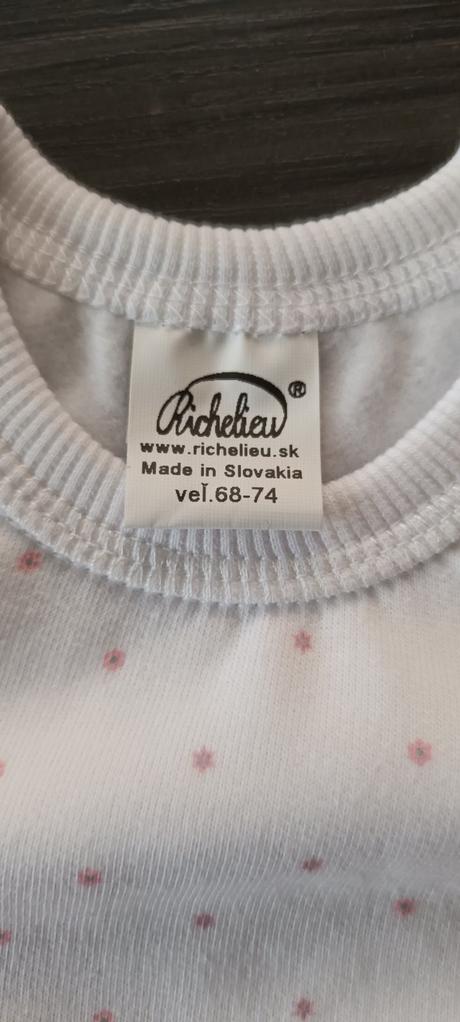 Richelieu®
www.richelieu.sk
Made in Slovakia
veľ.68-74